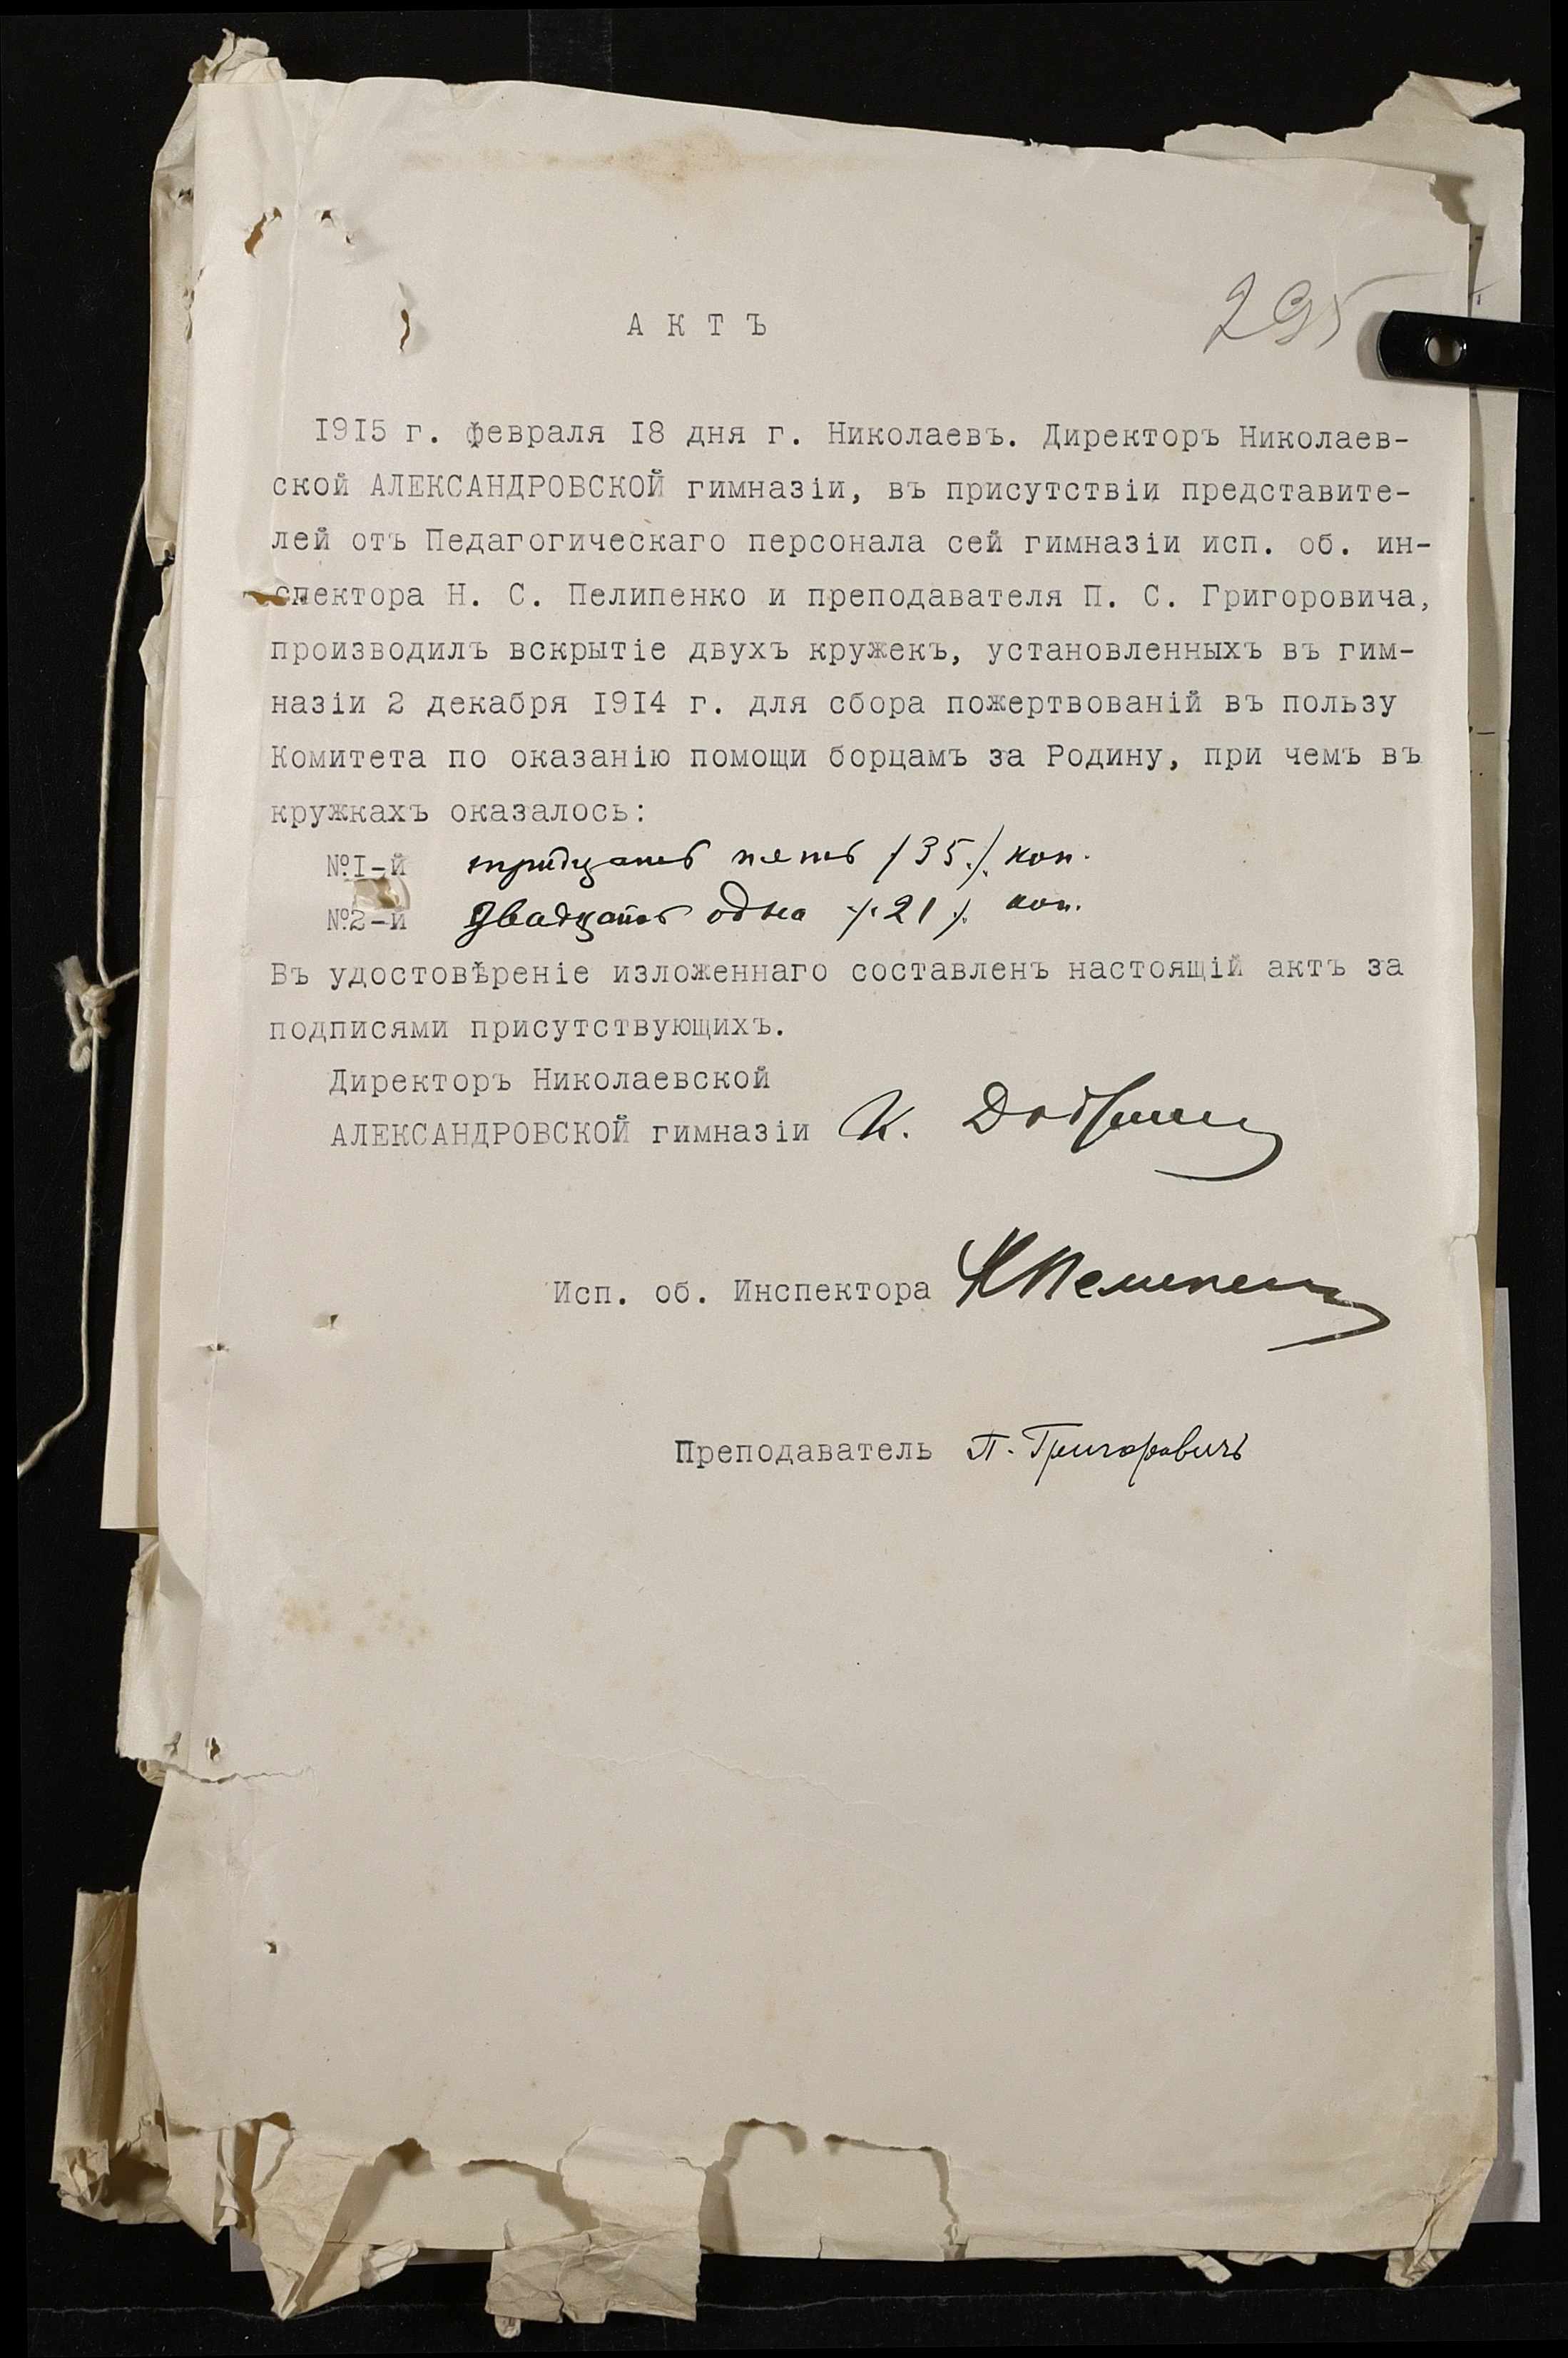 295
АКТЪ
1915 г. февраля 18 дня г. Николаевъ. Директоръ Николаев-
ской АЛЕКСАНДРОВСКОЙ гимназіи, въ присутствіи представите-
лей отъ Педагогическаго персонала сей гимназіи исп. об. ин-
спектора Н. С. Пелипенко и преподавателя П. С. Григоровича,
производилъ вскрытіе двухъ кружекъ, установленныхъ въ гим-
назіи 2 декабря 1914 г. для сбора пожертвованій въ пользу
Комитета по оказанію помощи борцамъ за Родину, при чемъ въ
кружкахъ оказалось:
№1-й тридцать пять /35./. коп.
№2-й Двадцать одна ./.21 ./. коп.
Въ удостовѣреніе изложеннаго составленъ настоящій актъ за
подписями присутствующихъ.
Директоръ Николаевской
АЛЕКСАНДРОВСКОЙ гимназіи К.
Исп. об. Инспектора Н Пелипенко
Преподаватель П. Григоровичъ